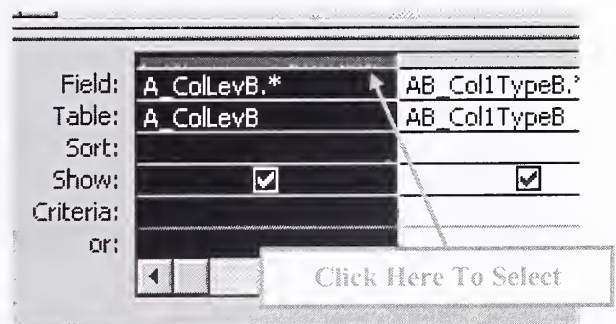 Field: A_ColLevB.* AB_Col1TypeB.*
Table: A_ColLevB AB_Col1TypeB
Sort:
Show:
Criteria:
or:
Click Here To Select